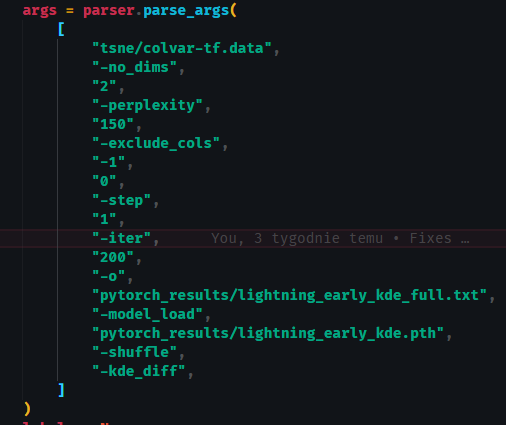 args = parser.parse_args(
[
"tsne/colvar-tf.data",
"-no_dims",
"2",
"-perplexity",
"150",
"-exclude_cols",
"-1",
"0",
"-step",
"1",
"-iter", You, 3 tygodnie temu • Fixes …
"200",
"-o",
"pytorch_results/lightning_early_kde_full.txt",
"-model_load",
"pytorch_results/lightning_early_kde.pth",
"-shuffle",
"-kde_diff",
]
)